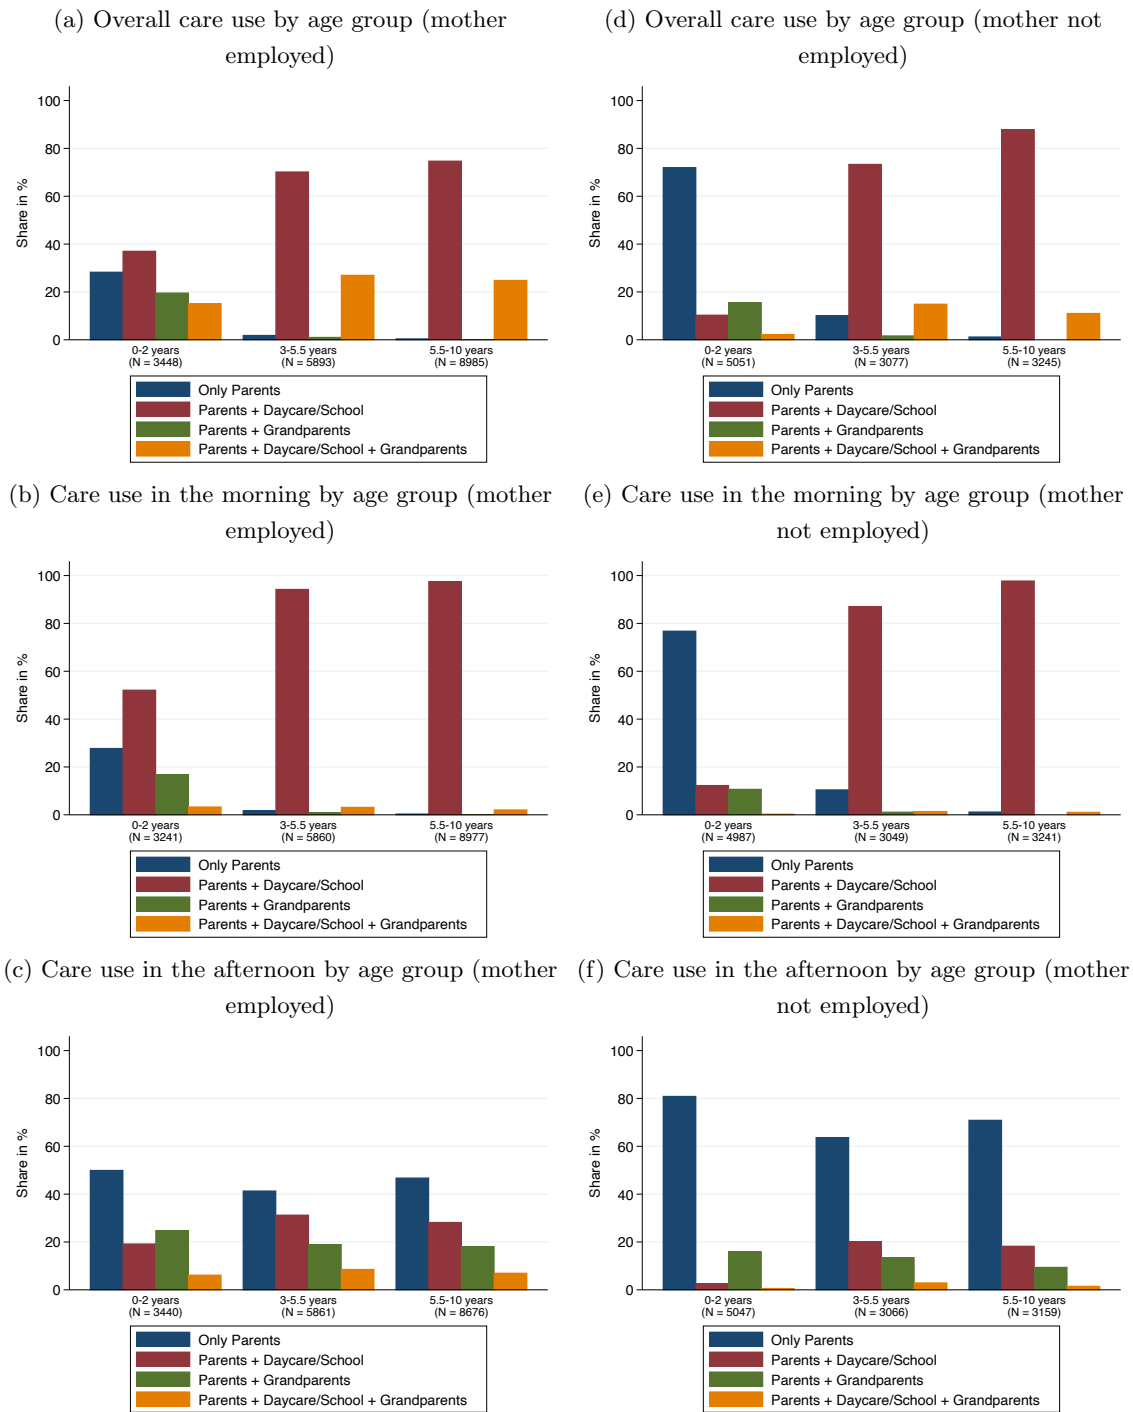 (a) Overall care use by age group (mother
employed)
100
80
60
40
20
0
Share in %
0-2 years
(N = 3448)
3-5.5 years
(N = 5893)
5.5-10 years
(N = 8985)
Only Parents
Parents + Daycare/School
Parents + Grandparents
Parents + Daycare/School + Grandparents
(d) Overall care use by age group (mother not
employed)
100
80
60
40
20
0
Share in %
0-2 years
(N = 5051)
3-5.5 years
(N = 3077)
5.5-10 years
(N = 3245)
Only Parents
Parents + Daycare/School
Parents + Grandparents
Parents + Daycare/School + Grandparents
(b) Care use in the morning by age group (mother
employed)
100
80
60
40
20
0
Share in %
0-2 years
(N = 3241)
3-5.5 years
(N = 5860)
5.5-10 years
(N = 8977)
Only Parents
Parents + Daycare/School
Parents + Grandparents
Parents + Daycare/School + Grandparents
(e) Care use in the morning by age group (mother
not employed)
100
80
60
40
20
0
Share in %
0-2 years
(N = 4987)
3-5.5 years
(N = 3049)
5.5-10 years
(N = 3241)
Only Parents
Parents + Daycare/School
Parents + Grandparents
Parents + Daycare/School + Grandparents
(c) Care use in the afternoon by age group (mother
employed)
100
80
60
40
20
0
Share in %
0-2 years
(N = 3440)
3-5.5 years
(N = 5861)
5.5-10 years
(N = 8676)
Only Parents
Parents + Daycare/School
Parents + Grandparents
Parents + Daycare/School + Grandparents
(f) Care use in the afternoon by age group (mother
not employed)
100
80
60
40
20
0
Share in %
0-2 years
(N = 5047)
3-5.5 years
(N = 3066)
5.5-10 years
(N = 3159)
Only Parents
Parents + Daycare/School
Parents + Grandparents
Parents + Daycare/School + Grandparents